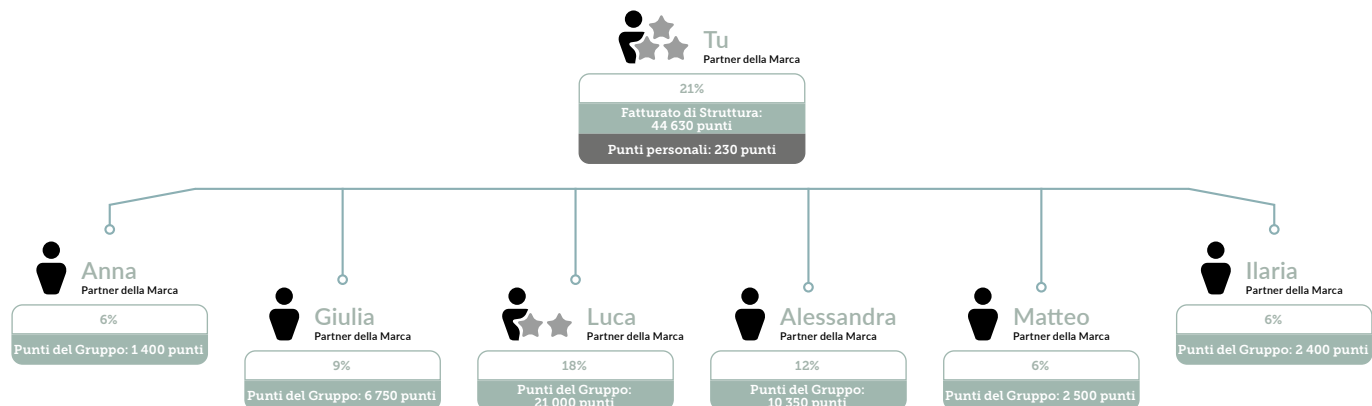 Tu
Partner della Marca
21%
Fatturato di Struttura:
44 630 punti
Punti personali: 230 punti
Anna
Partner della Marca
6%
Punti del Gruppo: 1 400 punti
Giulia
Partner della Marca
9%
Punti del Gruppo: 6 750 punti
Luca
Partner della Marca
18%
Punti del Gruppo:
21 000 punti
Alessandra
Partner della Marca
12%
Punti del Gruppo:
10 350 punti
Matteo
Partner della Marca
6%
Punti del Gruppo: 2 500 punti
Ilaria
Partner della Marca
6%
Punti del Gruppo: 2 400 punti